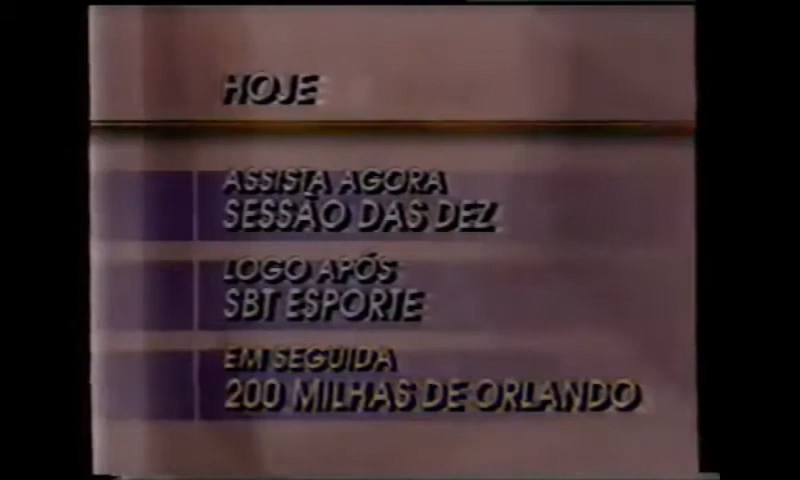 HOJE
ASSISTA AGORA
SESSÃO DAS DEZ
LOGO APÓS
SBT ESPORTE
EM SEGUIDA
200 MILHAS DE ORLANDO